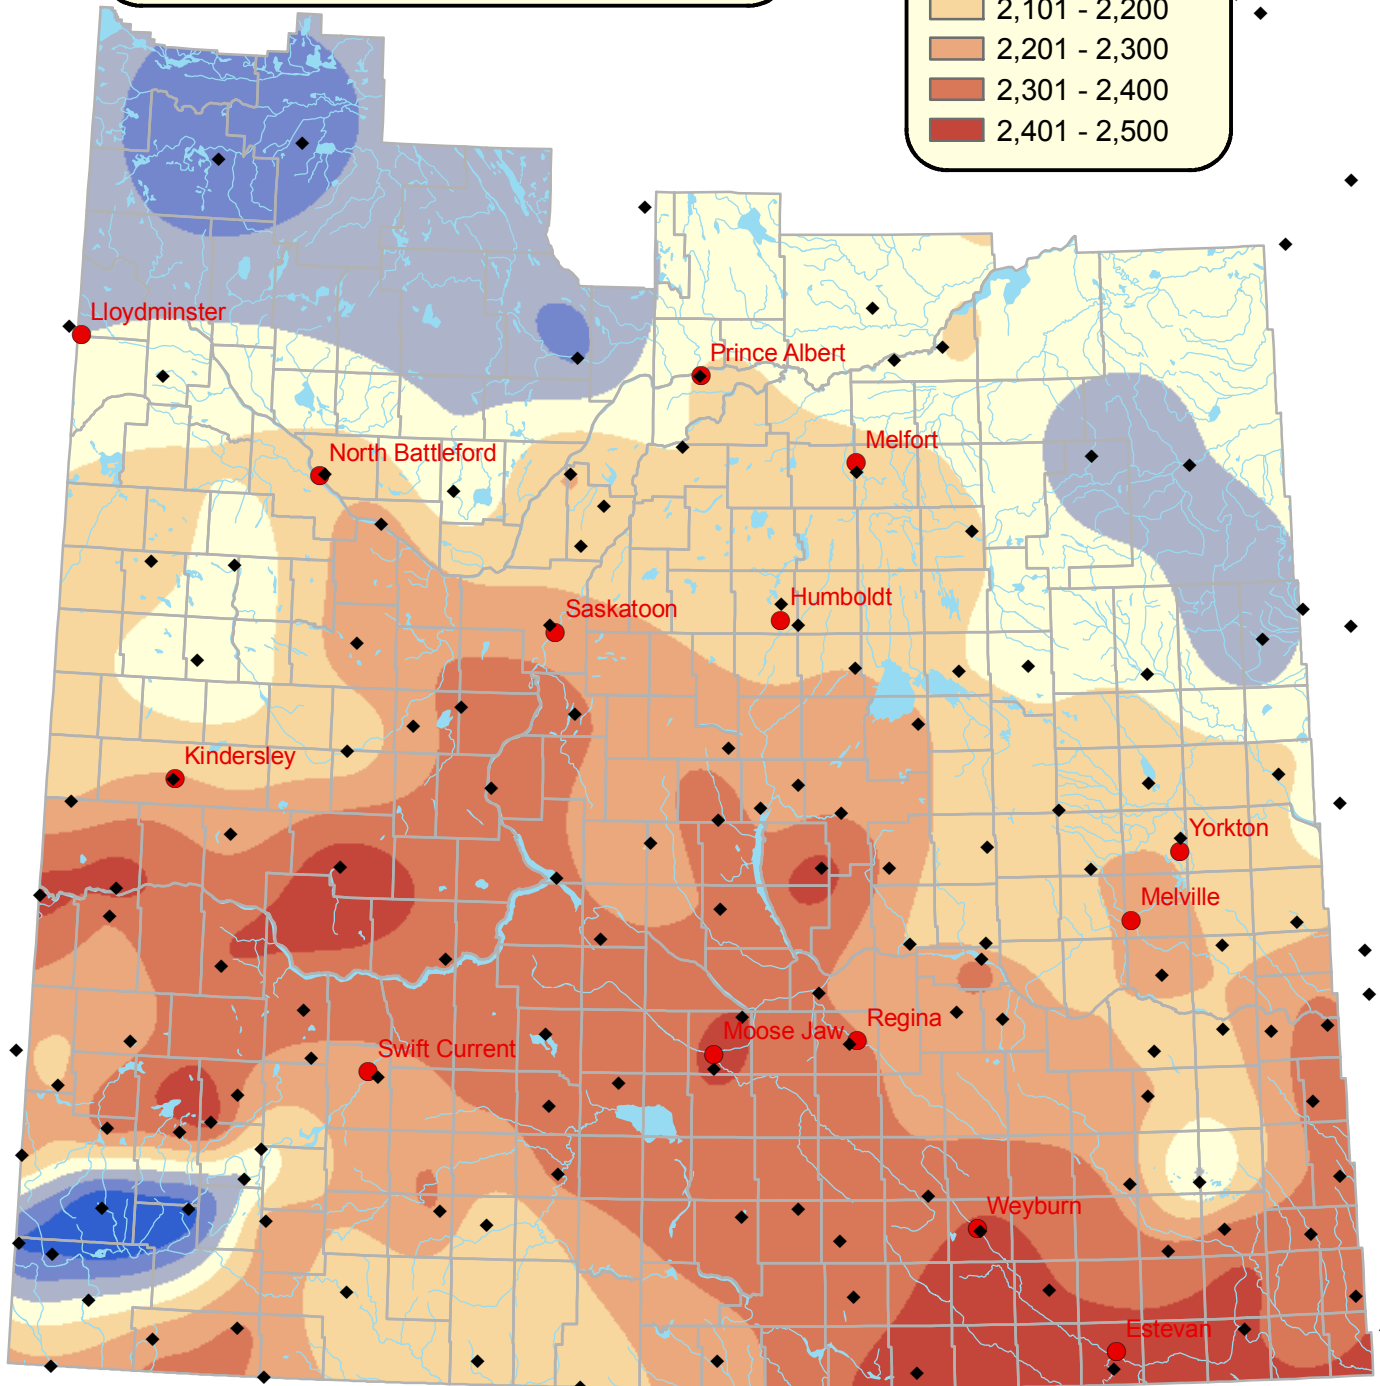 2,101 - 2,200
2,201 - 2,300
2,301 - 2,400
2,401 - 2,500
Lloydminster
Prince Albert
North Battleford
Melfort
Saskatoon
Humboldt
Kindersley
Yorkton
Melville
Regina
Moose Jaw
Swift Current
Weyburn
Estevan